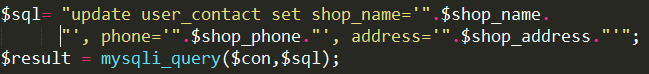 $sql= "update user_contact set shop_name='".$shop_name.
"', phone='".$shop_phone."', address='".$shop_address."'";
$result = mysqli_query($con,$sql);